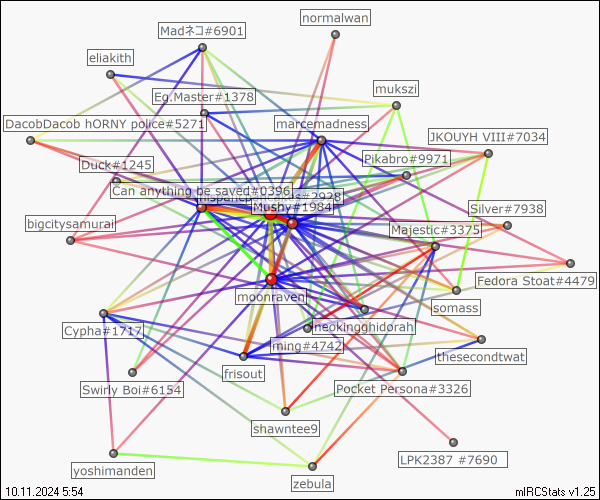 normalwan
Madネコ#6901
eliakith
mukszi
Eq.Master#1378
DacobDacob hORNY police#5271
marcemadness
JKOUYH VIII#7034
Pikabro#9971
Duck#1245
Can anything be saved#0396
Mushy#1984
Silver#7938
bigcitysamurai
Majestic#3375
Fedora Stoat#4479
moonraven
somass
Cypha#1717
neokingghidorah
ming#4742
thesecondtwat
frisout
Swirly Boi#6154
Pocket Persona#3326
shawntee9
LPK2387 #7690
yoshimanden
zebula
10.11.2024 5:54
mIRCStats v1.25